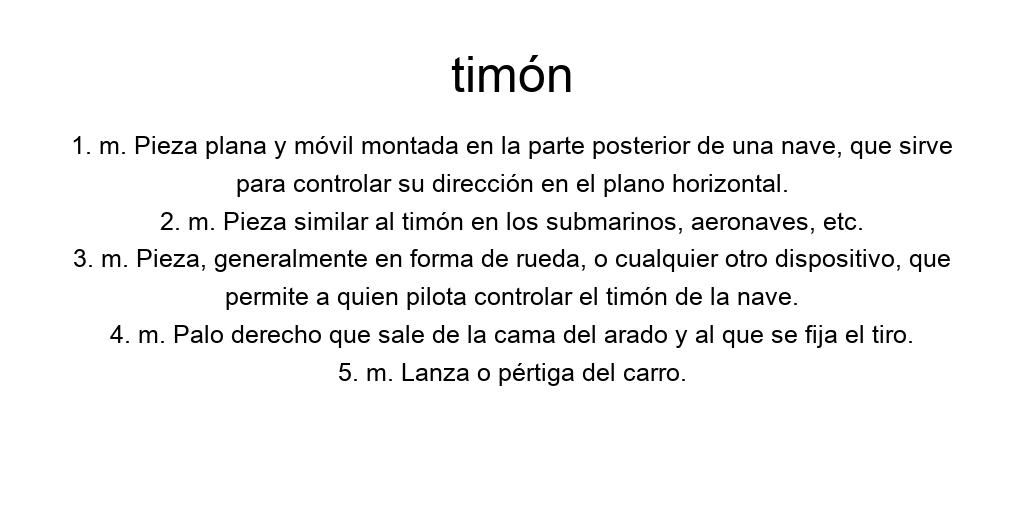 timón
1. m. Pieza plana y móvil montada en la parte posterior de una nave, que sirve
para controlar su dirección en el plano horizontal.
2. m. Pieza similar al timón en los submarinos, aeronaves, etc.
3. m. Pieza, generalmente en forma de rueda, o cualquier otro dispositivo, que
permite a quien pilota controlar el timón de la nave.
4. m. Palo derecho que sale de la cama del arado y al que se fija el tiro.
5. m. Lanza o pértiga del carro.